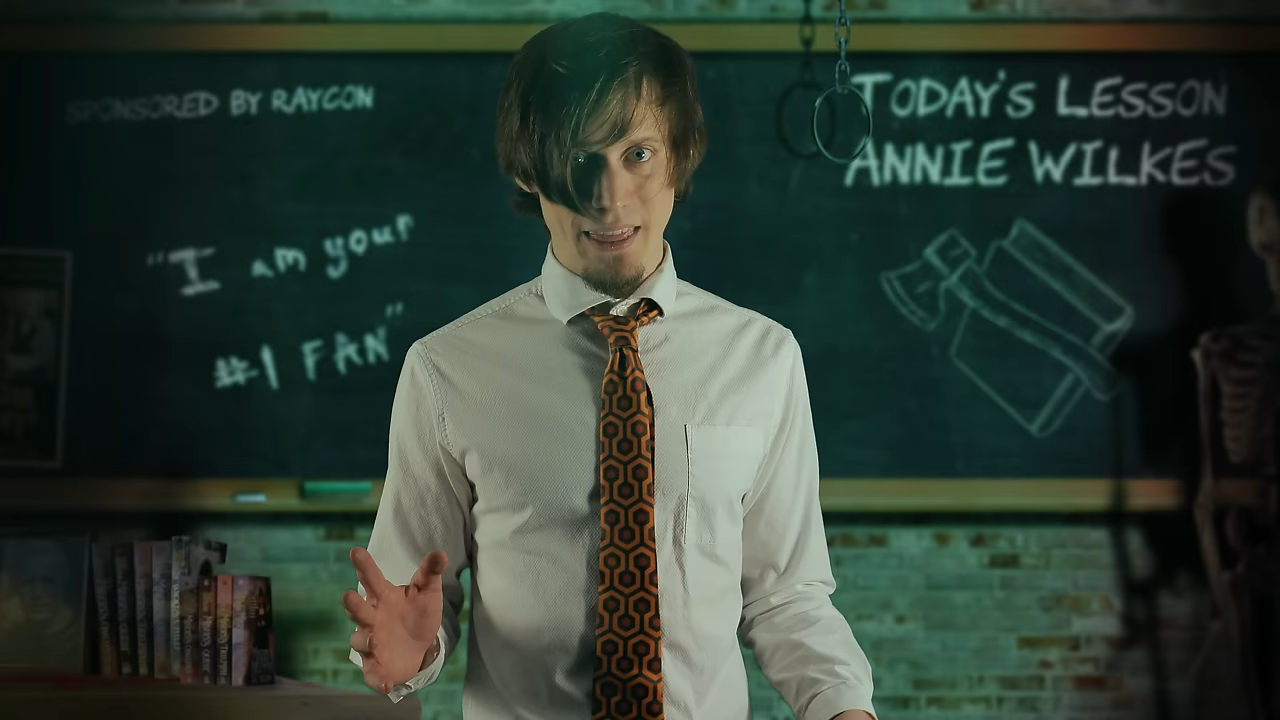 SPONSORED BY RAYCON
TODAY'S LESSON
ANNIE WILKES
"I am your
#1 FAN"